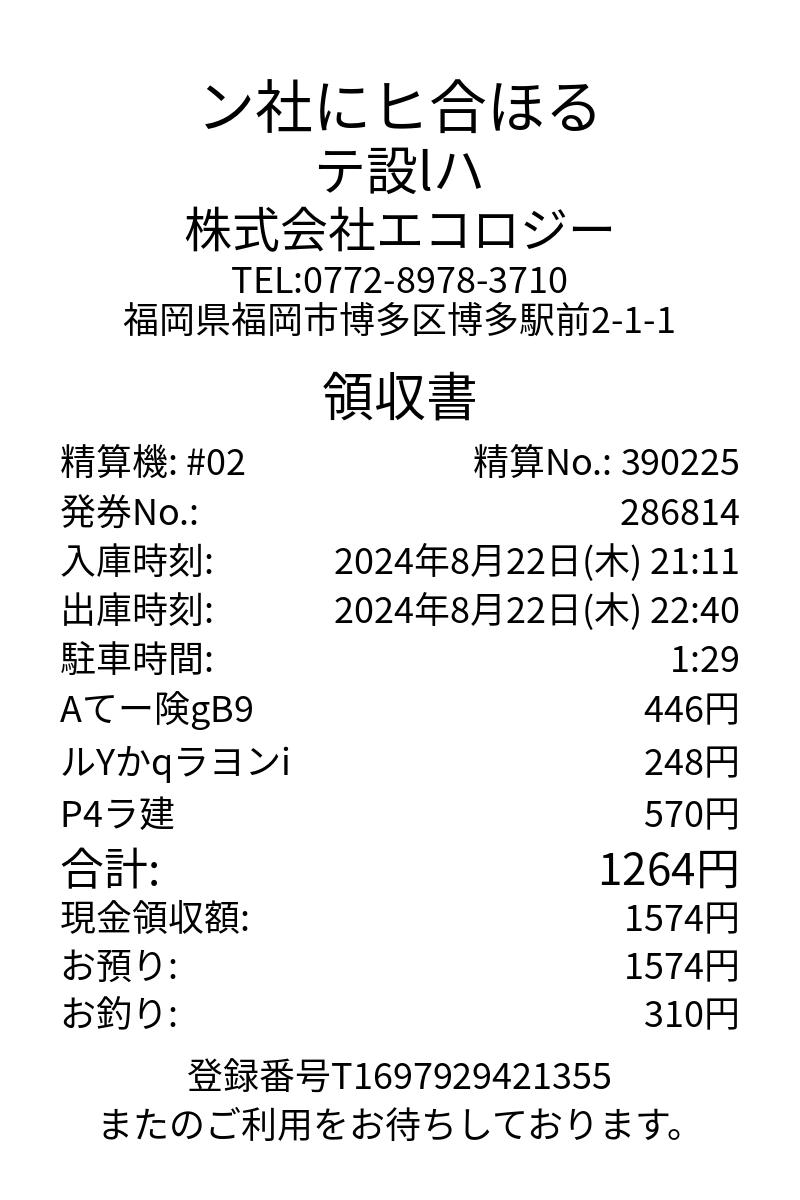 ン社にヒ合ほる
テ設lハ
株式会社エコロジー
TEL:0772-8978-3710
福岡県福岡市博多区博多駅前2-1-1
領収書
精算機: #02 精算No.: 390225
発券No.: 286814
入庫時刻: 2024年8月22日(木) 21:11
出庫時刻: 2024年8月22日(木) 22:40
駐車時間: 1:29
Aてー険gB9 446円
ルYかqラヨンi 248円
P4ラ建 570円
合計: 1264円
現金領収額: 1574円
お預り: 1574円
お釣り: 310円
登録番号T1697929421355
またのご利用をお待ちしております。